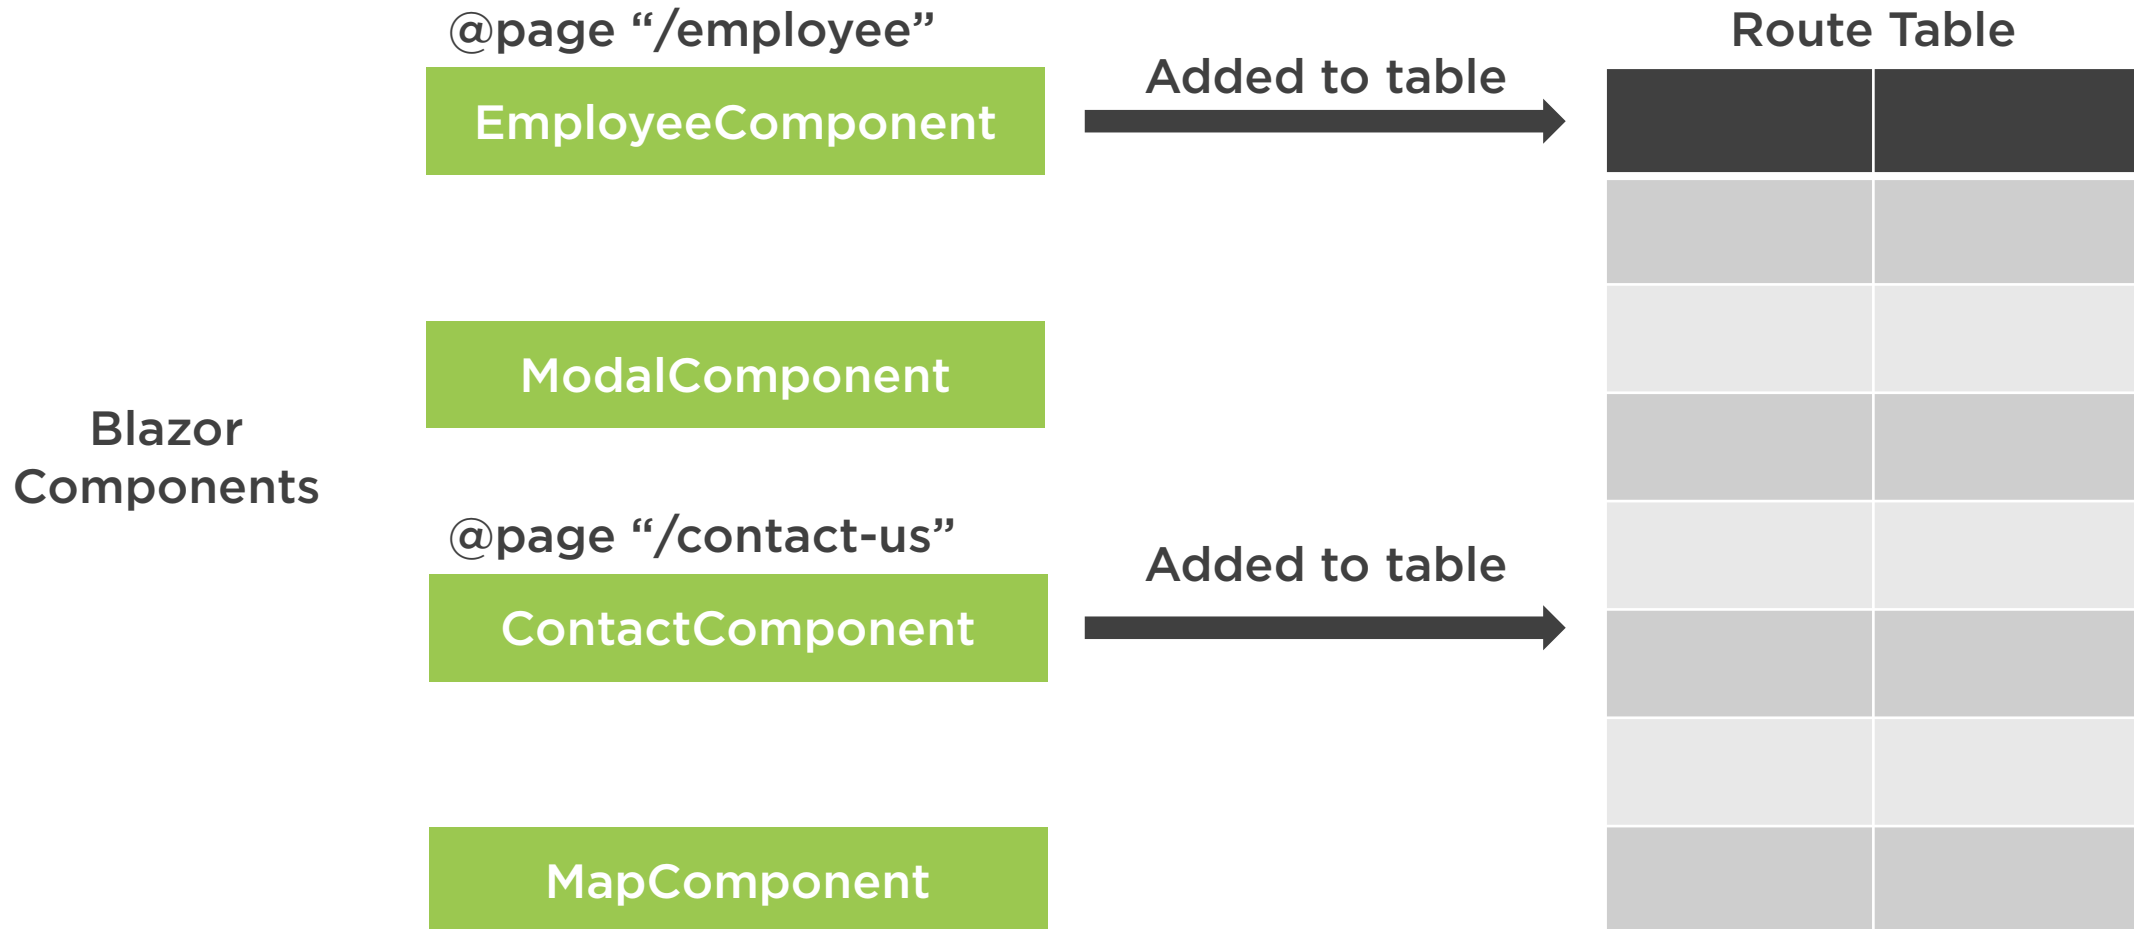 @page “/employee”
Route Table
Added to table
EmployeeComponent
ModalComponent
Blazor
Components
@page “/contact-us”
Added to table
ContactComponent
MapComponent